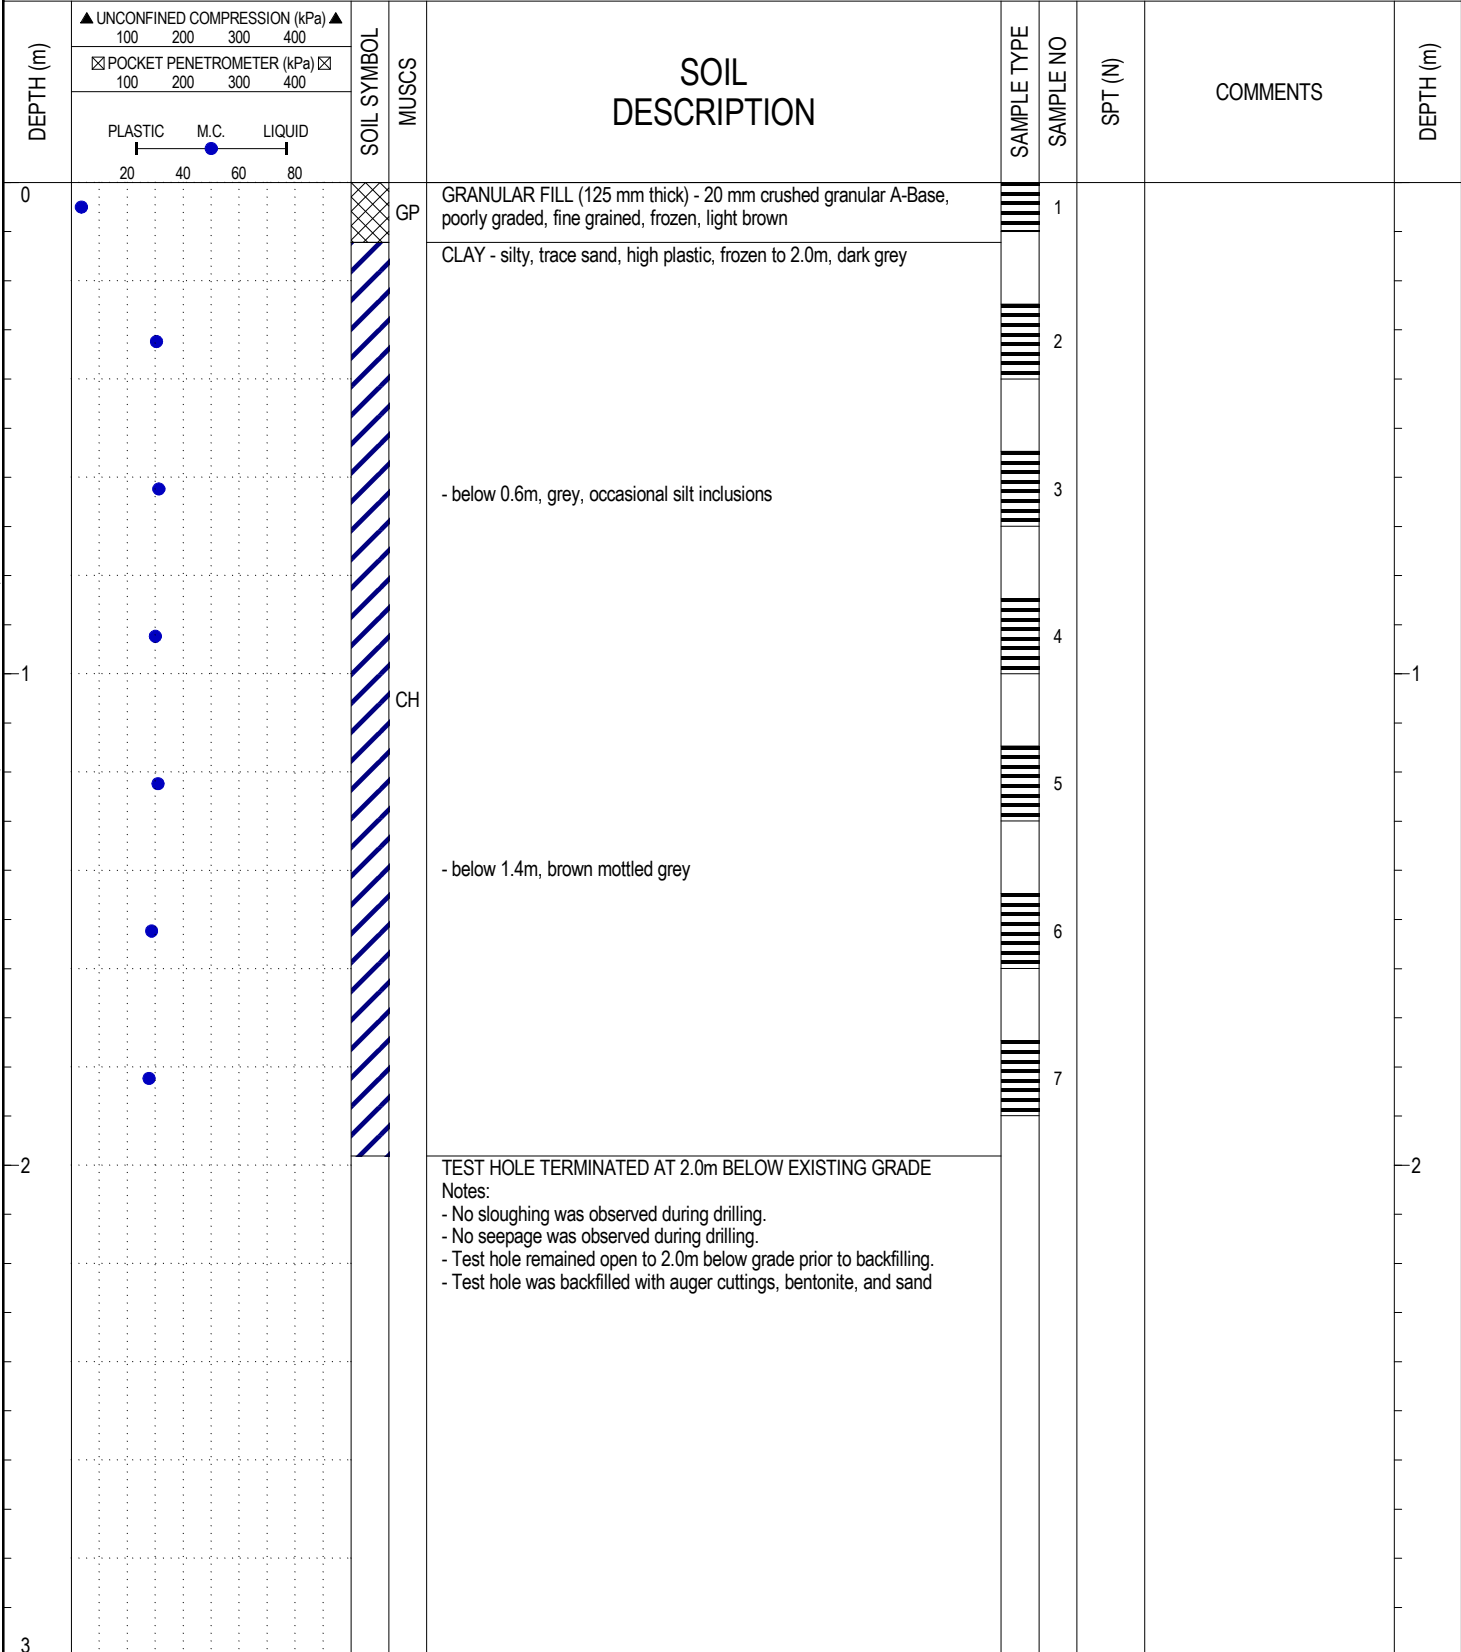 DEPTH (m)
▲ UNCONFINED COMPRESSION (kPa) ▲
100 200 300 400
☒ POCKET PENETROMETER (kPa) ☒
100 200 300 400
PLASTIC M.C. LIQUID
20 40 60 80
SOIL SYMBOL
MUSCS
SOIL
DESCRIPTION
SAMPLE TYPE
SAMPLE NO
SPT (N)
COMMENTS
DEPTH (m)
0
GP
GRANULAR FILL (125 mm thick) - 20 mm crushed granular A-Base,
poorly graded, fine grained, frozen, light brown
1
CLAY - silty, trace sand, high plastic, frozen to 2.0m, dark grey
2
- below 0.6m, grey, occasional silt inclusions
3
4
1
CH
1
5
- below 1.4m, brown mottled grey
6
7
2
TEST HOLE TERMINATED AT 2.0m BELOW EXISTING GRADE
2
Notes:
- No sloughing was observed during drilling.
- No seepage was observed during drilling.
- Test hole remained open to 2.0m below grade prior to backfilling.
- Test hole was backfilled with auger cuttings, bentonite, and sand
3